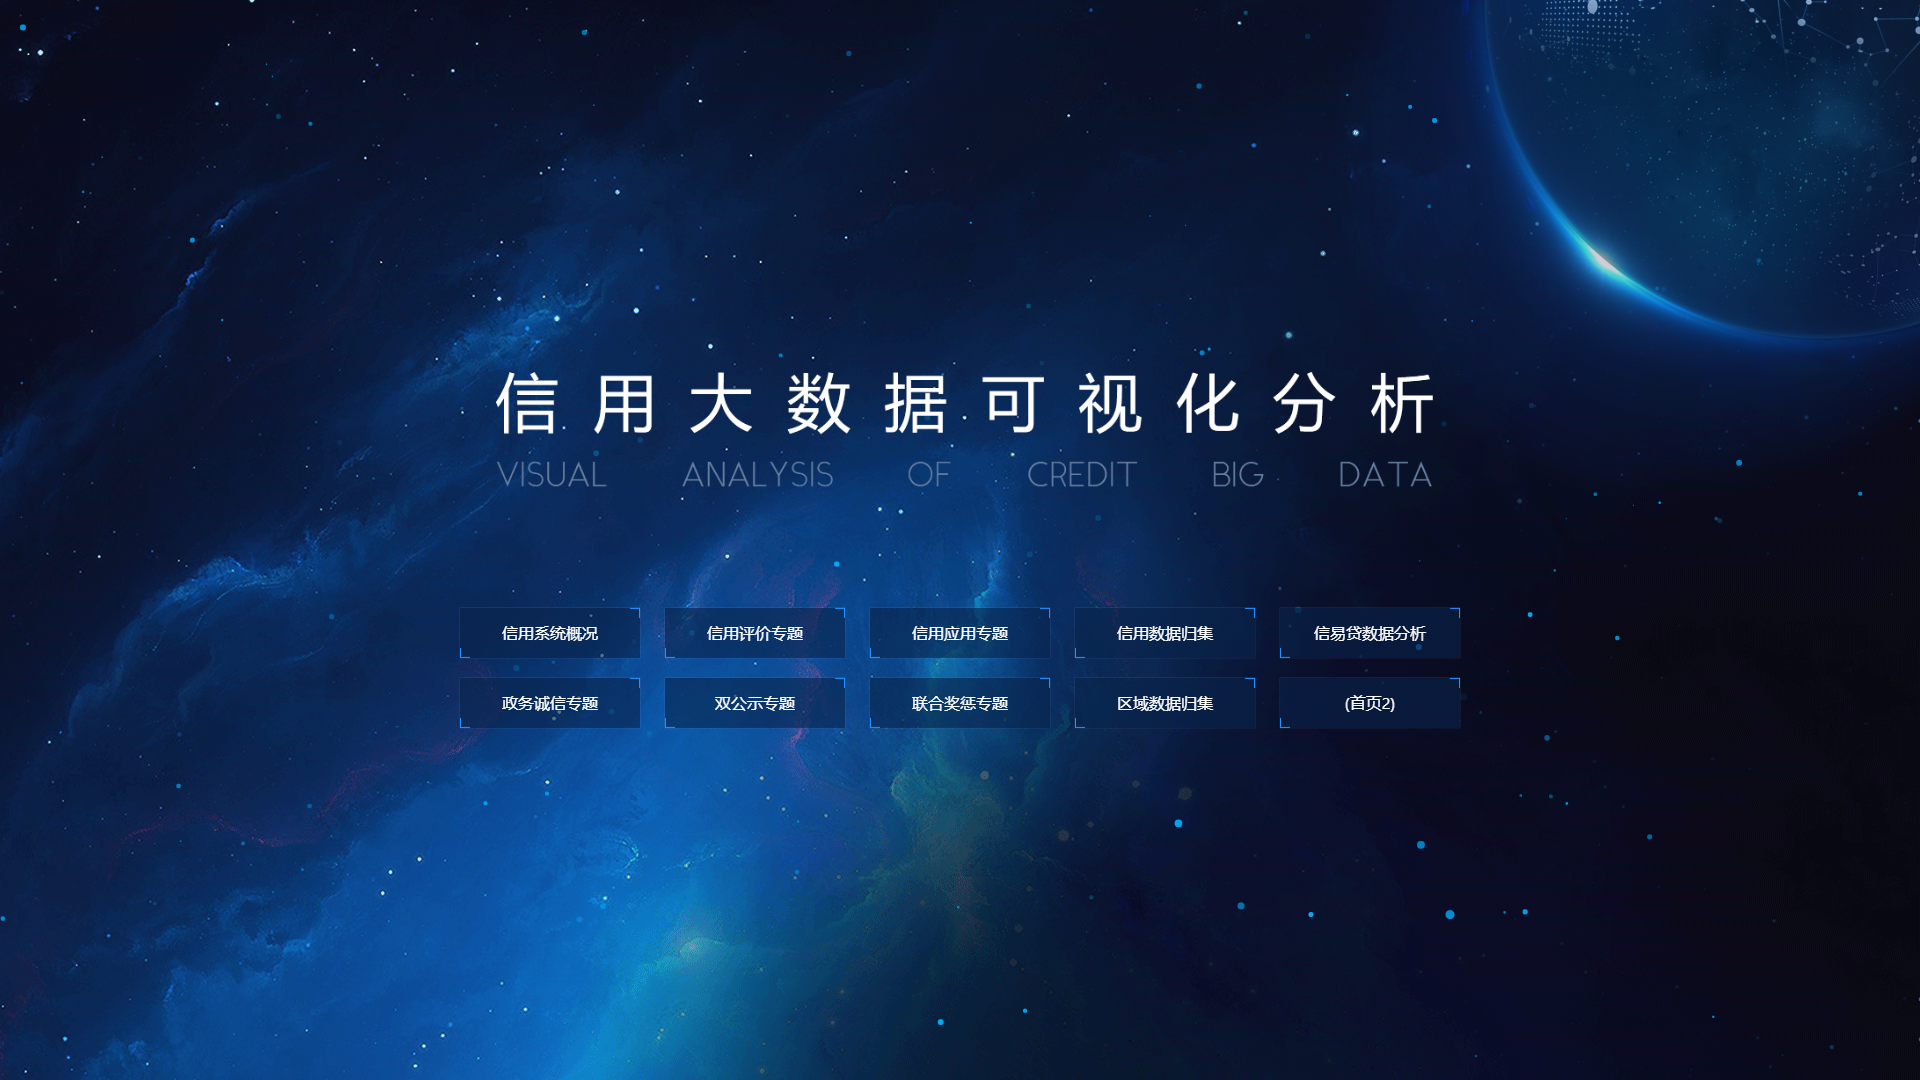 信用大数据可视化分析
VISUAL ANALYSIS OF CREDIT BIG DATA
信用系统概况 信用评价专题 信用应用专题 信用数据归集 信易贷数据分析
政务诚信专题 双公示专题 联合奖惩专题 区域数据归集 (首页2)